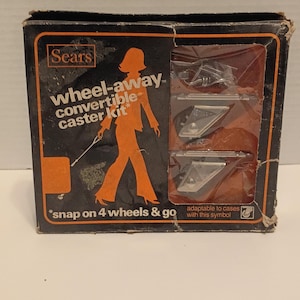 Sears
wheel-away
convertible
caster kit*
*snap on 4 wheels & go
adaptable to cases
with this symbol